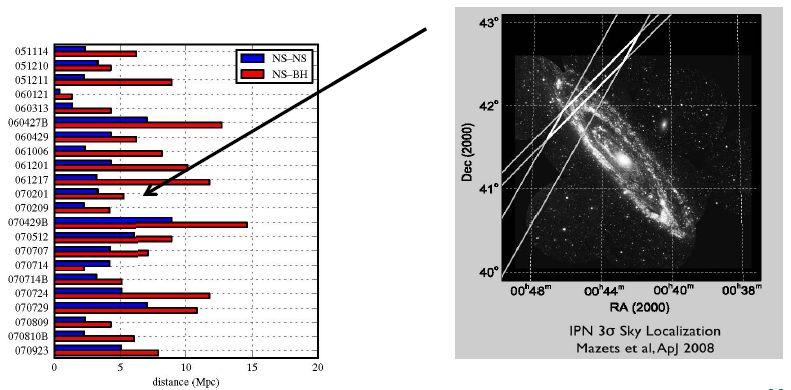 051114
051210
051211
060121
060313
060427B
060429
061006
061201
061217
070201
070209
070429B
070512
070707
070714
070714B
070724
070729
070809
070810B
070923
NS–NS
NS–BH
0 5 10 15 20
distance (Mpc)
43°
42°
41°
40°
Dec (2000)
00ʰ48ᵐ 00ʰ44ᵐ 00ʰ40ᵐ 00ʰ38ᵐ
RA (2000)
IPN 3σ Sky Localization
Mazets et al, ApJ 2008